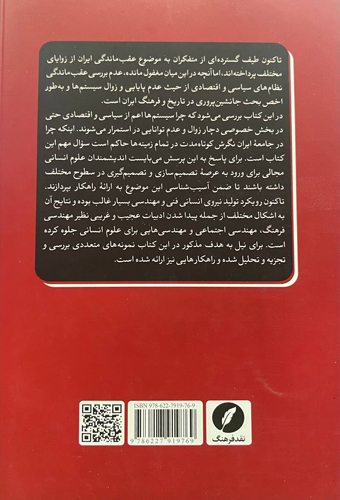 تاکنون طیف گسترده‌ای از متفکران به موضوع عقب‌ماندگی ایران از زوایای
مختلف پرداخته‌اند، اما آنچه در این میان مغفول مانده، عدم بررسی عقب‌ماندگی
نظام‌های سیاسی و اقتصادی از حیث عدم پایایی و زوال سیستم‌ها و به‌طور
اخص بحث جانشین‌پروری در تاریخ و فرهنگ ایران است.
در این کتاب بررسی می‌شود که چرا سیستم‌ها اعم از سیاسی و اقتصادی حتی
در بخش خصوصی دچار زوال و عدم توانایی در استمرار می‌شوند. اینکه چرا
در جامعهٔ ایران نگرش کوتاه‌مدت در تمام زمینه‌ها حاکم است سؤال مهم این
کتاب است. برای پاسخ به این پرسش می‌بایست اندیشمندان علوم انسانی
مجالی برای ورود به عرصهٔ تصمیم‌سازی و تصمیم‌گیری در سطوح مختلف
داشته باشند تا ضمن آسیب‌شناسی این موضوع به ارائه راهکار بپردازند.
تاکنون رویکرد تولید نیروی انسانی فنی و مهندسی بسیار غالب بوده و نتایج آن
به اشکال مختلف از جمله پیدا شدن ادبیات عجیب و غریبی نظیر مهندسی
فرهنگ، مهندسی اجتماعی و مهندسی‌هایی برای علوم انسانی جلوه کرده
است. برای نیل به هدف مذکور در این کتاب نمونه‌های متعددی بررسی و
تجزیه و تحلیل شده و راهکارهایی نیز ارائه شده است.
ISBN 978-622-7919-76-9
9 786227 919769
نقد فرهنگ